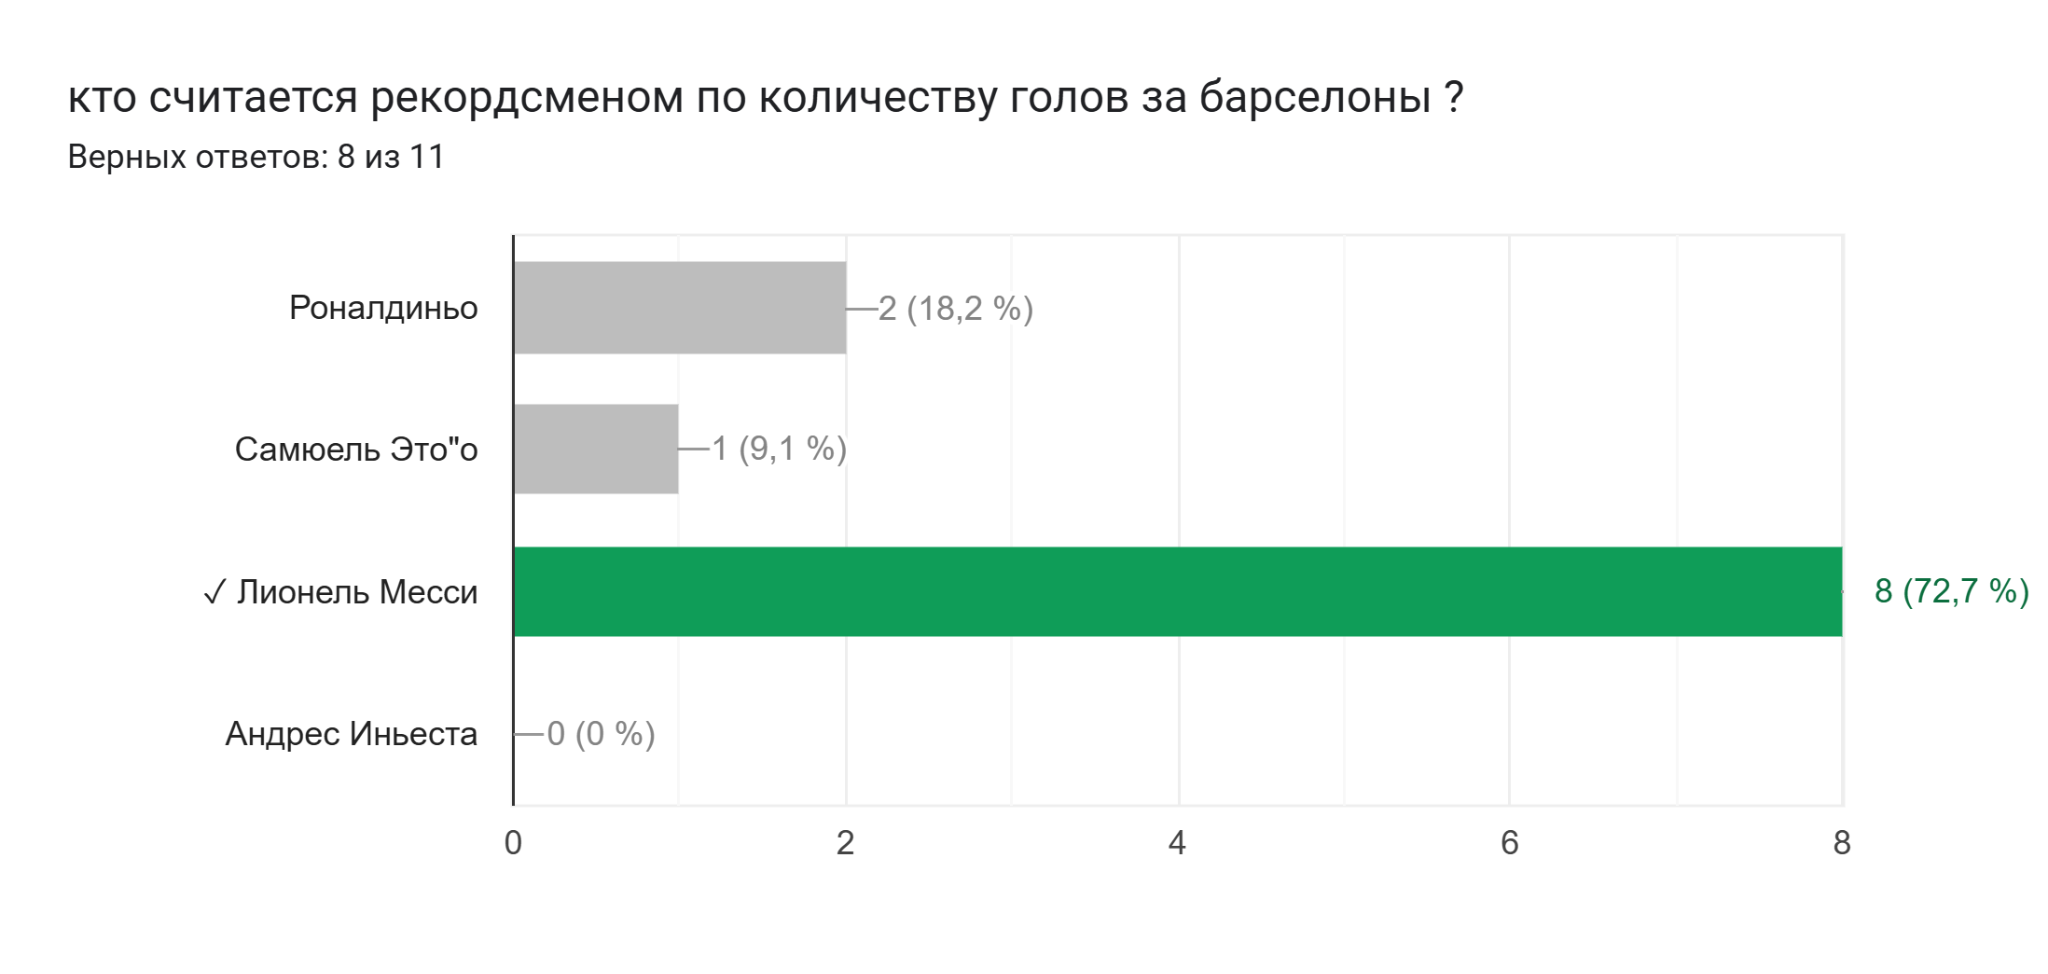 кто считается рекордсменом по количеству голов за барселоны ?
Верных ответов: 8 из 11
Роналдиньо
2 (18,2 %)
Самюель Это"о
1 (9,1 %)
✓ Лионель Месси
8 (72,7 %)
Андрес Иньеста
0 (0 %)
0 2 4 6 8